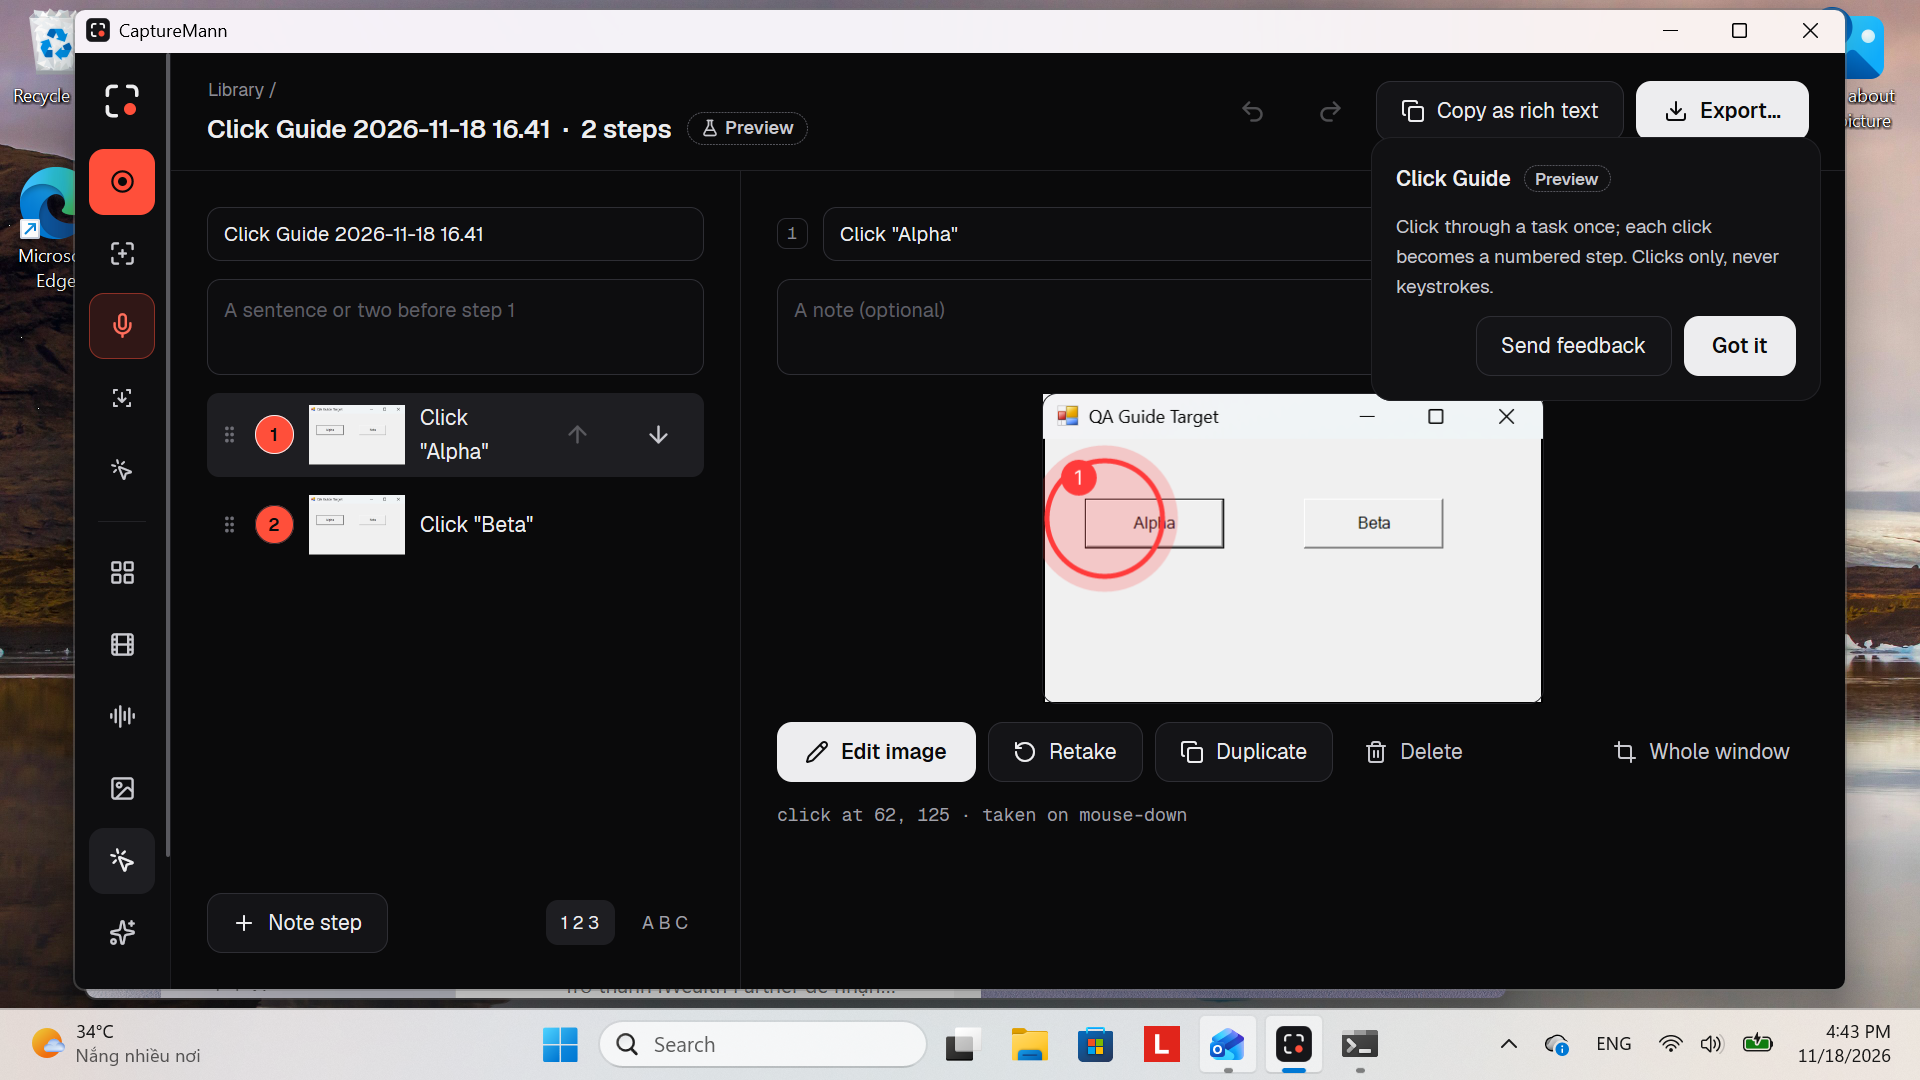 CaptureMann
Recycle
about
icture
Microso
Edge
Library /
Click Guide 2026-11-18 16.41 · 2 steps
Preview
Copy as rich text
Export...
Click Guide
Preview
Click through a task once; each click
becomes a numbered step. Clicks only, never
keystrokes.
Send feedback
Got it
Click Guide 2026-11-18 16.41
A sentence or two before step 1
1
Click
"Alpha"
2
Click "Beta"
Note step
1 2 3
A B C
1
Click "Alpha"
A note (optional)
QA Guide Target
1
Alpha
Beta
Edit image
Retake
Duplicate
Delete
Whole window
click at 62, 125 · taken on mouse-down
34°C
Nắng nhiều nơi
Search
L
ENG
4:43 PM
11/18/2026